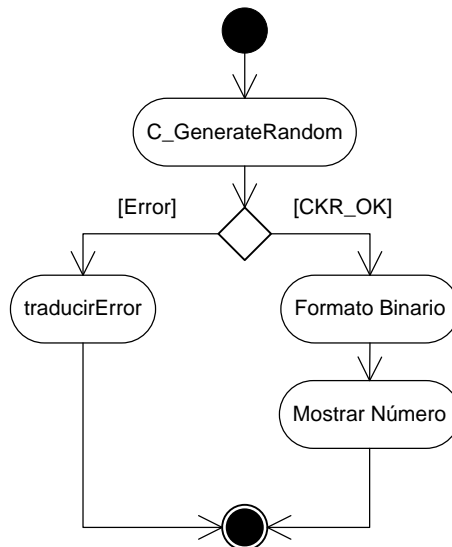 C_GenerateRandom
[Error]
[CKR_OK]
traducirError
Formato Binario
Mostrar Número